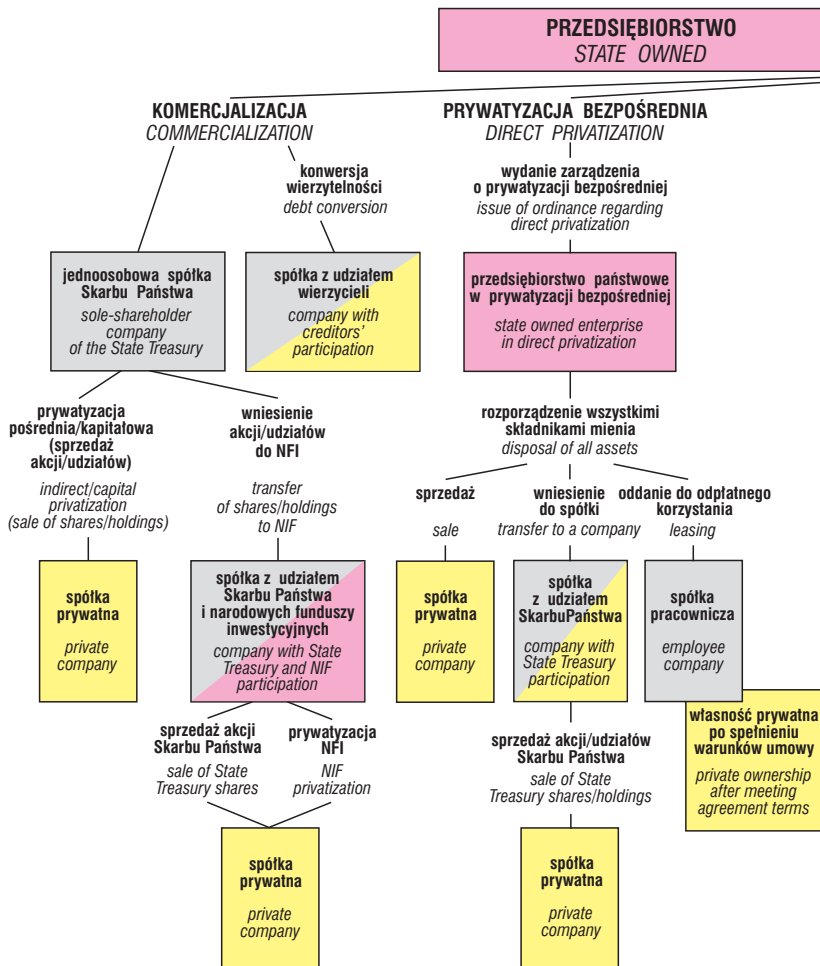 PRZEDSIĘBIORSTWO
STATE OWNED
KOMERCJALIZACJA
COMMERCIALIZATION
PRYWATYZACJA BEZPOŚREDNIA
DIRECT PRIVATIZATION
konwersja
wierzytelności
debt conversion
wydanie zarządzenia
o prywatyzacji bezpośredniej
issue of ordinance regarding
direct privatization
jednoosobowa spółka
Skarbu Państwa
sole-shareholder
company
of the State Treasury
spółka z udziałem
wierzycieli
company with
creditors'
participation
przedsiębiorstwo państwowe
w prywatyzacji bezpośredniej
state owned enterprise
in direct privatization
prywatyzacja
pośrednia/kapitałowa
(sprzedaż
akcji/udziałów)
indirect/capital
privatization
(sale of shares/holdings)
wniesienie
akcji/udziałów
do NFI
transfer
of shares/holdings
to NIF
rozporządzenie wszystkimi
składnikami mienia
disposal of all assets
sprzedaż
sale
wniesienie
do spółki
transfer to a company
oddanie do odpłatnego
korzystania
leasing
spółka
prywatna
private
company
spółka z udziałem
Skarbu Państwa
i narodowych funduszy
inwestycyjnych
company with State
Treasury and NIF
participation
spółka
prywatna
private
company
spółka
z udziałem
SkarbuPaństwa
company with
State Treasury
participation
spółka
pracownicza
employee
company
własność prywatna
po spełnieniu
warunków umowy
private ownership
after meeting
agreement terms
sprzedaż akcji
Skarbu Państwa
sale of State
Treasury shares
prywatyzacja
NFI
NIF
privatization
sprzedaż akcji/udziałów
Skarbu Państwa
sale of State
Treasury shares/holdings
spółka
prywatna
private
company
spółka
prywatna
private
company